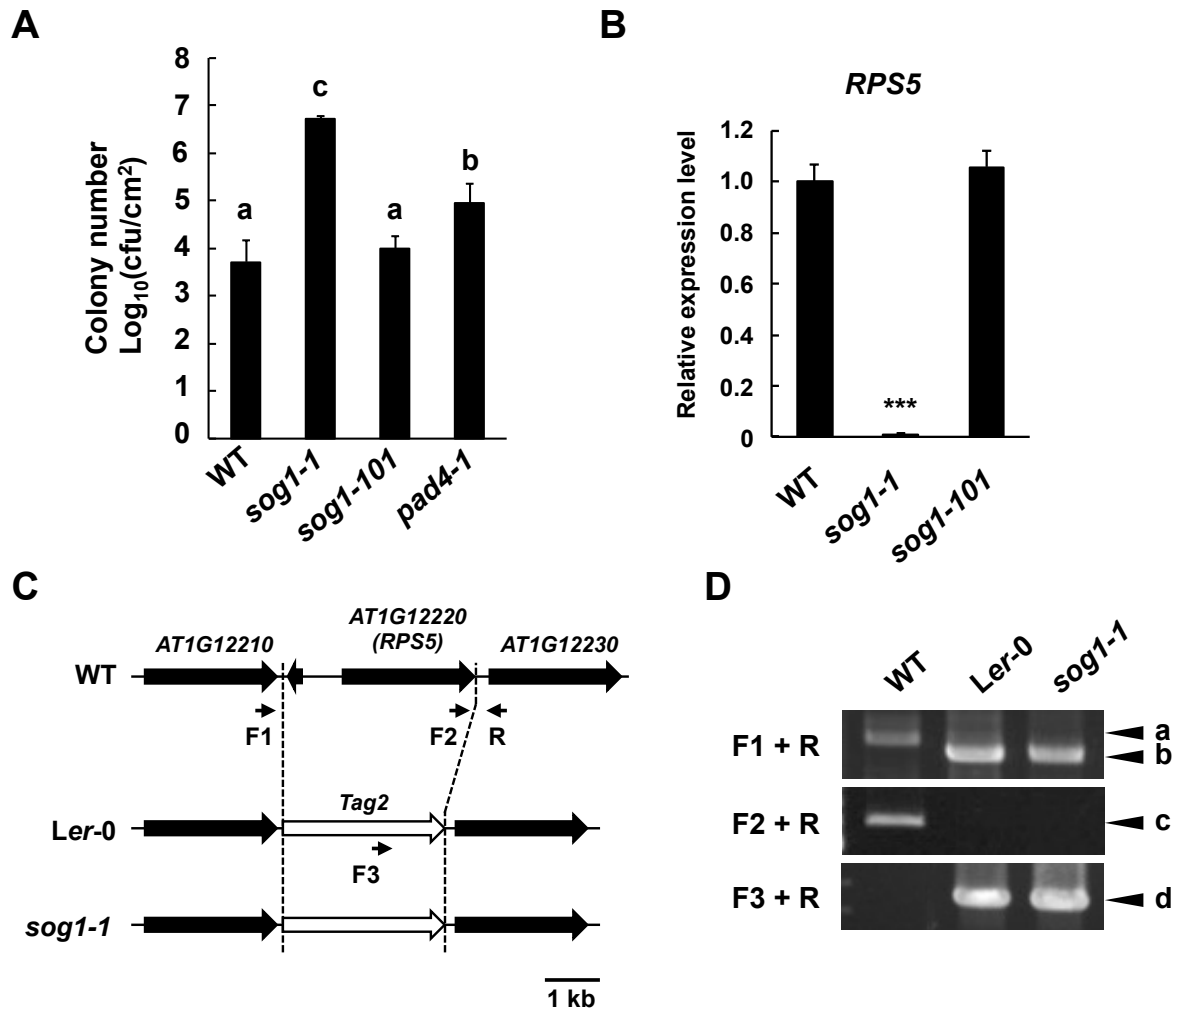 A
8
7
6
5
4
3
2
1
0
Colony number
Log10(cfu/cm2)
a
c
a
b
WT
sog1-1
sog1-101
pad4-1
B
RPS5
1.2
1.0
0.8
0.6
0.4
0.2
0
Relative expression level
***
WT
sog1-1
sog1-101
C
AT1G12210
AT1G12220
(RPS5)
AT1G12230
WT
F1
F2
R
Tag2
Ler-0
F3
sog1-1
1 kb
D
WT
Ler-0
sog1-1
F1 + R
a
b
F2 + R
c
F3 + R
d